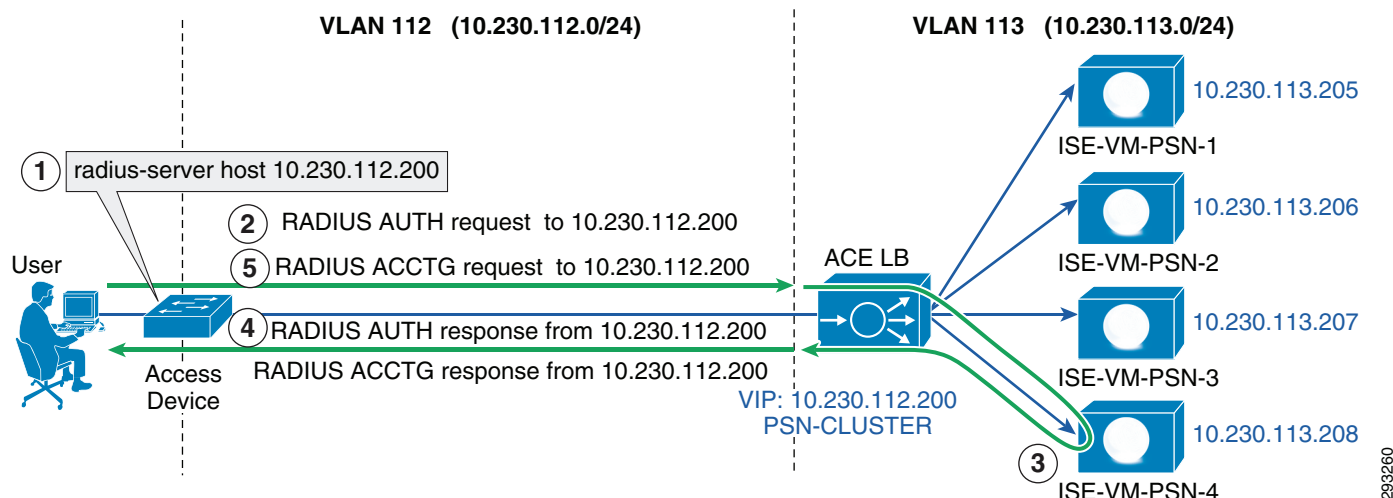 VLAN 112 (10.230.112.0/24)
VLAN 113 (10.230.113.0/24)
10.230.113.205
ISE-VM-PSN-1
1
radius-server host 10.230.112.200
2
RADIUS AUTH request to 10.230.112.200
10.230.113.206
ISE-VM-PSN-2
User
5
RADIUS ACCTG request to 10.230.112.200
ACE LB
4
RADIUS AUTH response from 10.230.112.200
10.230.113.207
ISE-VM-PSN-3
RADIUS ACCTG response from 10.230.112.200
Access
Device
VIP: 10.230.112.200
PSN-CLUSTER
10.230.113.208
3
ISE-VM-PSN-4
293260